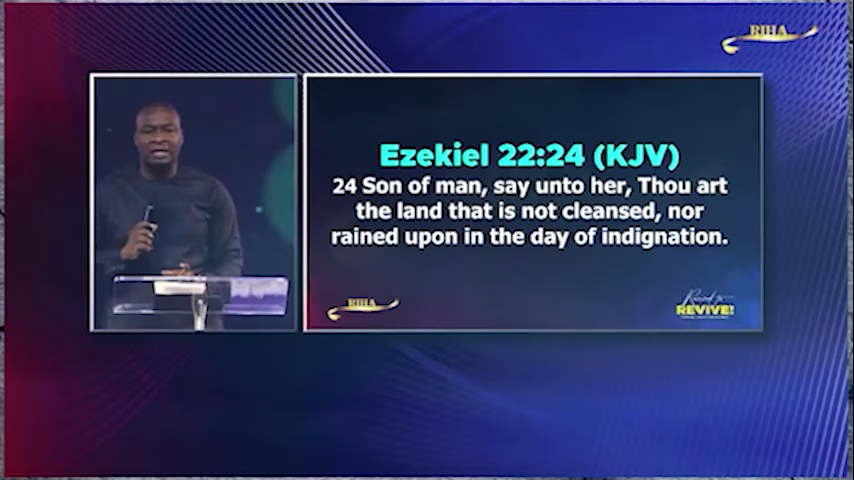 RIHA
Ezekiel 22:24 (KJV)
24 Son of man, say unto her, Thou art
the land that is not cleansed, nor
rained upon in the day of indignation.
RIHA
REVIVE!